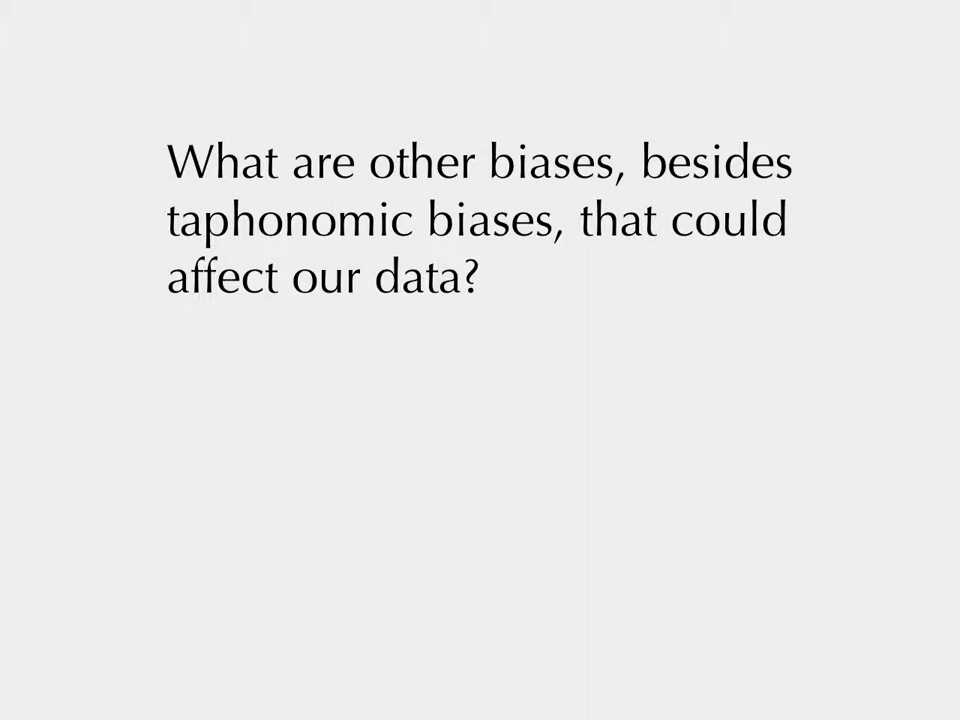 What are other biases, besides
taphonomic biases, that could
affect our data?